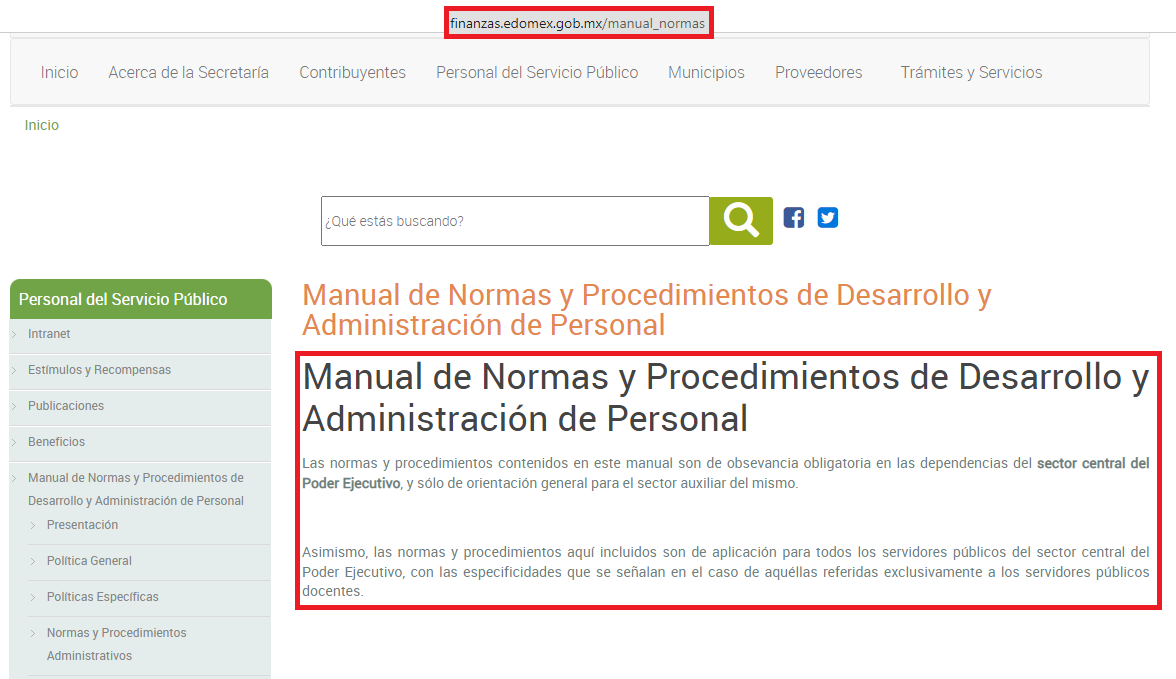 finanzas.edomex.gob.mx/manual_normas
Inicio Acerca de la Secretaría Contribuyentes Personal del Servicio Público Municipios Proveedores Trámites y Servicios
Inicio
¿Qué estás buscando?
Personal del Servicio Público
Intranet
Estímulos y Recompensas
Publicaciones
Beneficios
Manual de Normas y Procedimientos de
Desarrollo y Administración de Personal
Presentación
Política General
Políticas Específicas
Normas y Procedimientos
Administrativos
Manual de Normas y Procedimientos de Desarrollo y
Administración de Personal
Manual de Normas y Procedimientos de Desarrollo y
Administración de Personal
Las normas y procedimientos contenidos en este manual son de obsevancia obligatoria en las dependencias del sector central del
Poder Ejecutivo, y sólo de orientación general para el sector auxiliar del mismo.
Asimismo, las normas y procedimientos aquí incluidos son de aplicación para todos los servidores públicos del sector central del
Poder Ejecutivo, con las especificidades que se señalan en el caso de aquéllas referidas exclusivamente a los servidores públicos
docentes.